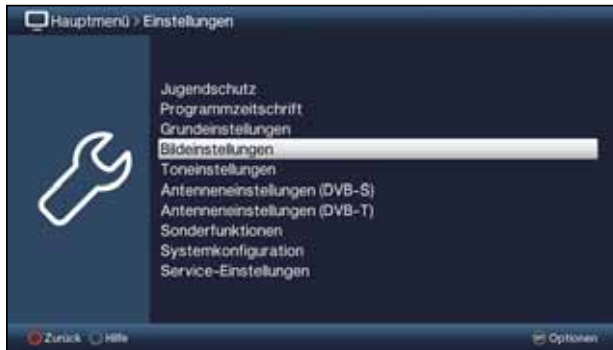 Hauptmenü > Einstellungen
Jugendschutz
Programmzeitschrift
Grundeinstellungen
Bildeinstellungen
Toneinstellungen
Antenneneinstellungen (DVB-S)
Antenneneinstellungen (DVB-T)
Sonderfunktionen
Systemkonfiguration
Service-Einstellungen
Zurück Hilfe Optionen